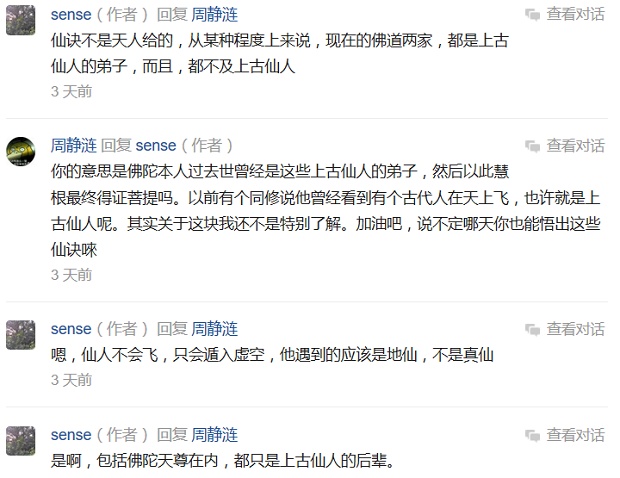 sense（作者） 回复 周静涟 查看对话
仙诀不是天人给的，从某种程度上来说，现在的佛道两家，都是上古
仙人的弟子，而且，都不及上古仙人
3 天前
周静涟 回复 sense（作者） 查看对话
你的意思是佛陀本人过去世曾经是这些上古仙人的弟子，然后以此慧
根最终得证菩提吗。以前有个同修说他曾经看到有个古代人在天上飞，也许就是上
古仙人呢。其实关于这块我还不是特别了解。加油吧，说不定哪天你也能悟出这些
仙诀唻
3 天前
sense（作者） 回复 周静涟 查看对话
嗯，仙人不会飞，只会遁入虚空，他遇到的应该是地仙，不是真仙
3 天前
sense（作者） 回复 周静涟 查看对话
是啊，包括佛陀天尊在内，都只是上古仙人的后辈。